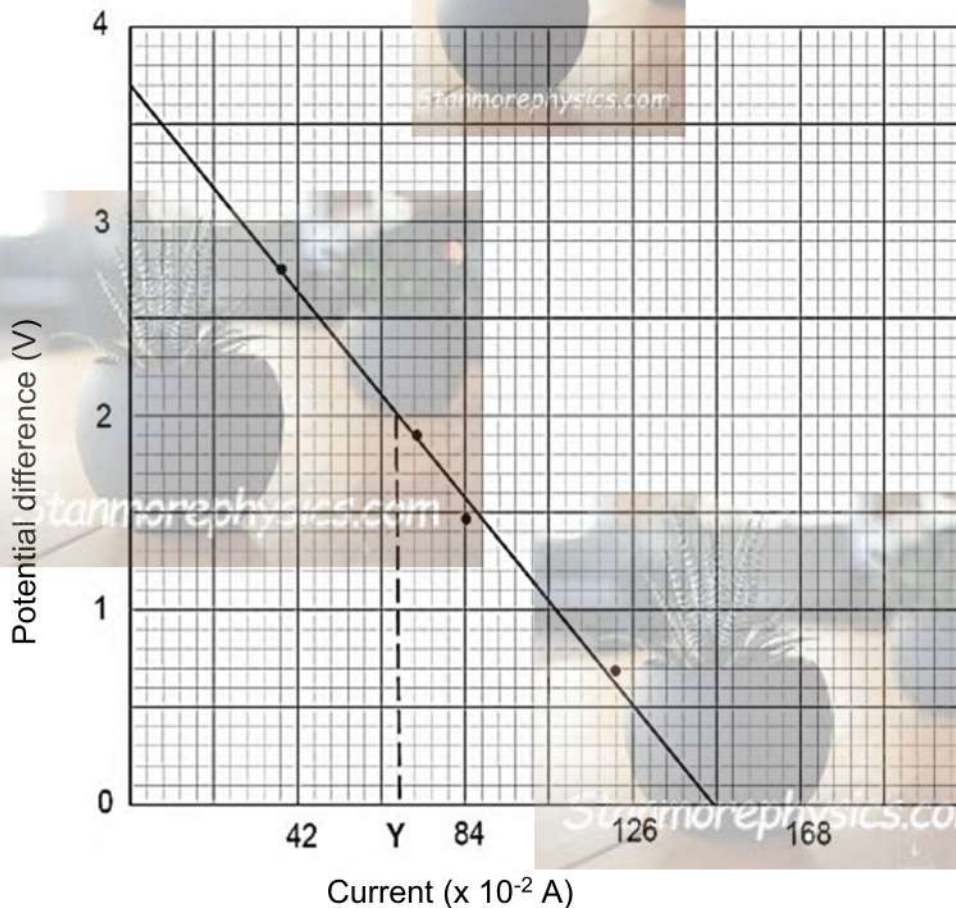 4
Stanmorephysics.com
3
Potential difference (V)
2
tanmorephysics.com
1
0
Stanmorephysics.co
42 Y 84 126 168
Current (x 10⁻² A)